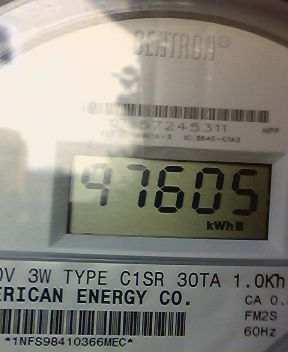 CENTRON®
57245311
97605
kWh
0V 3W TYPE C1SR 30TA 1.0Kh
ERICAN ENERGY CO.
CA 0.
FM2S
*1NFS98410366MEC*
60Hz